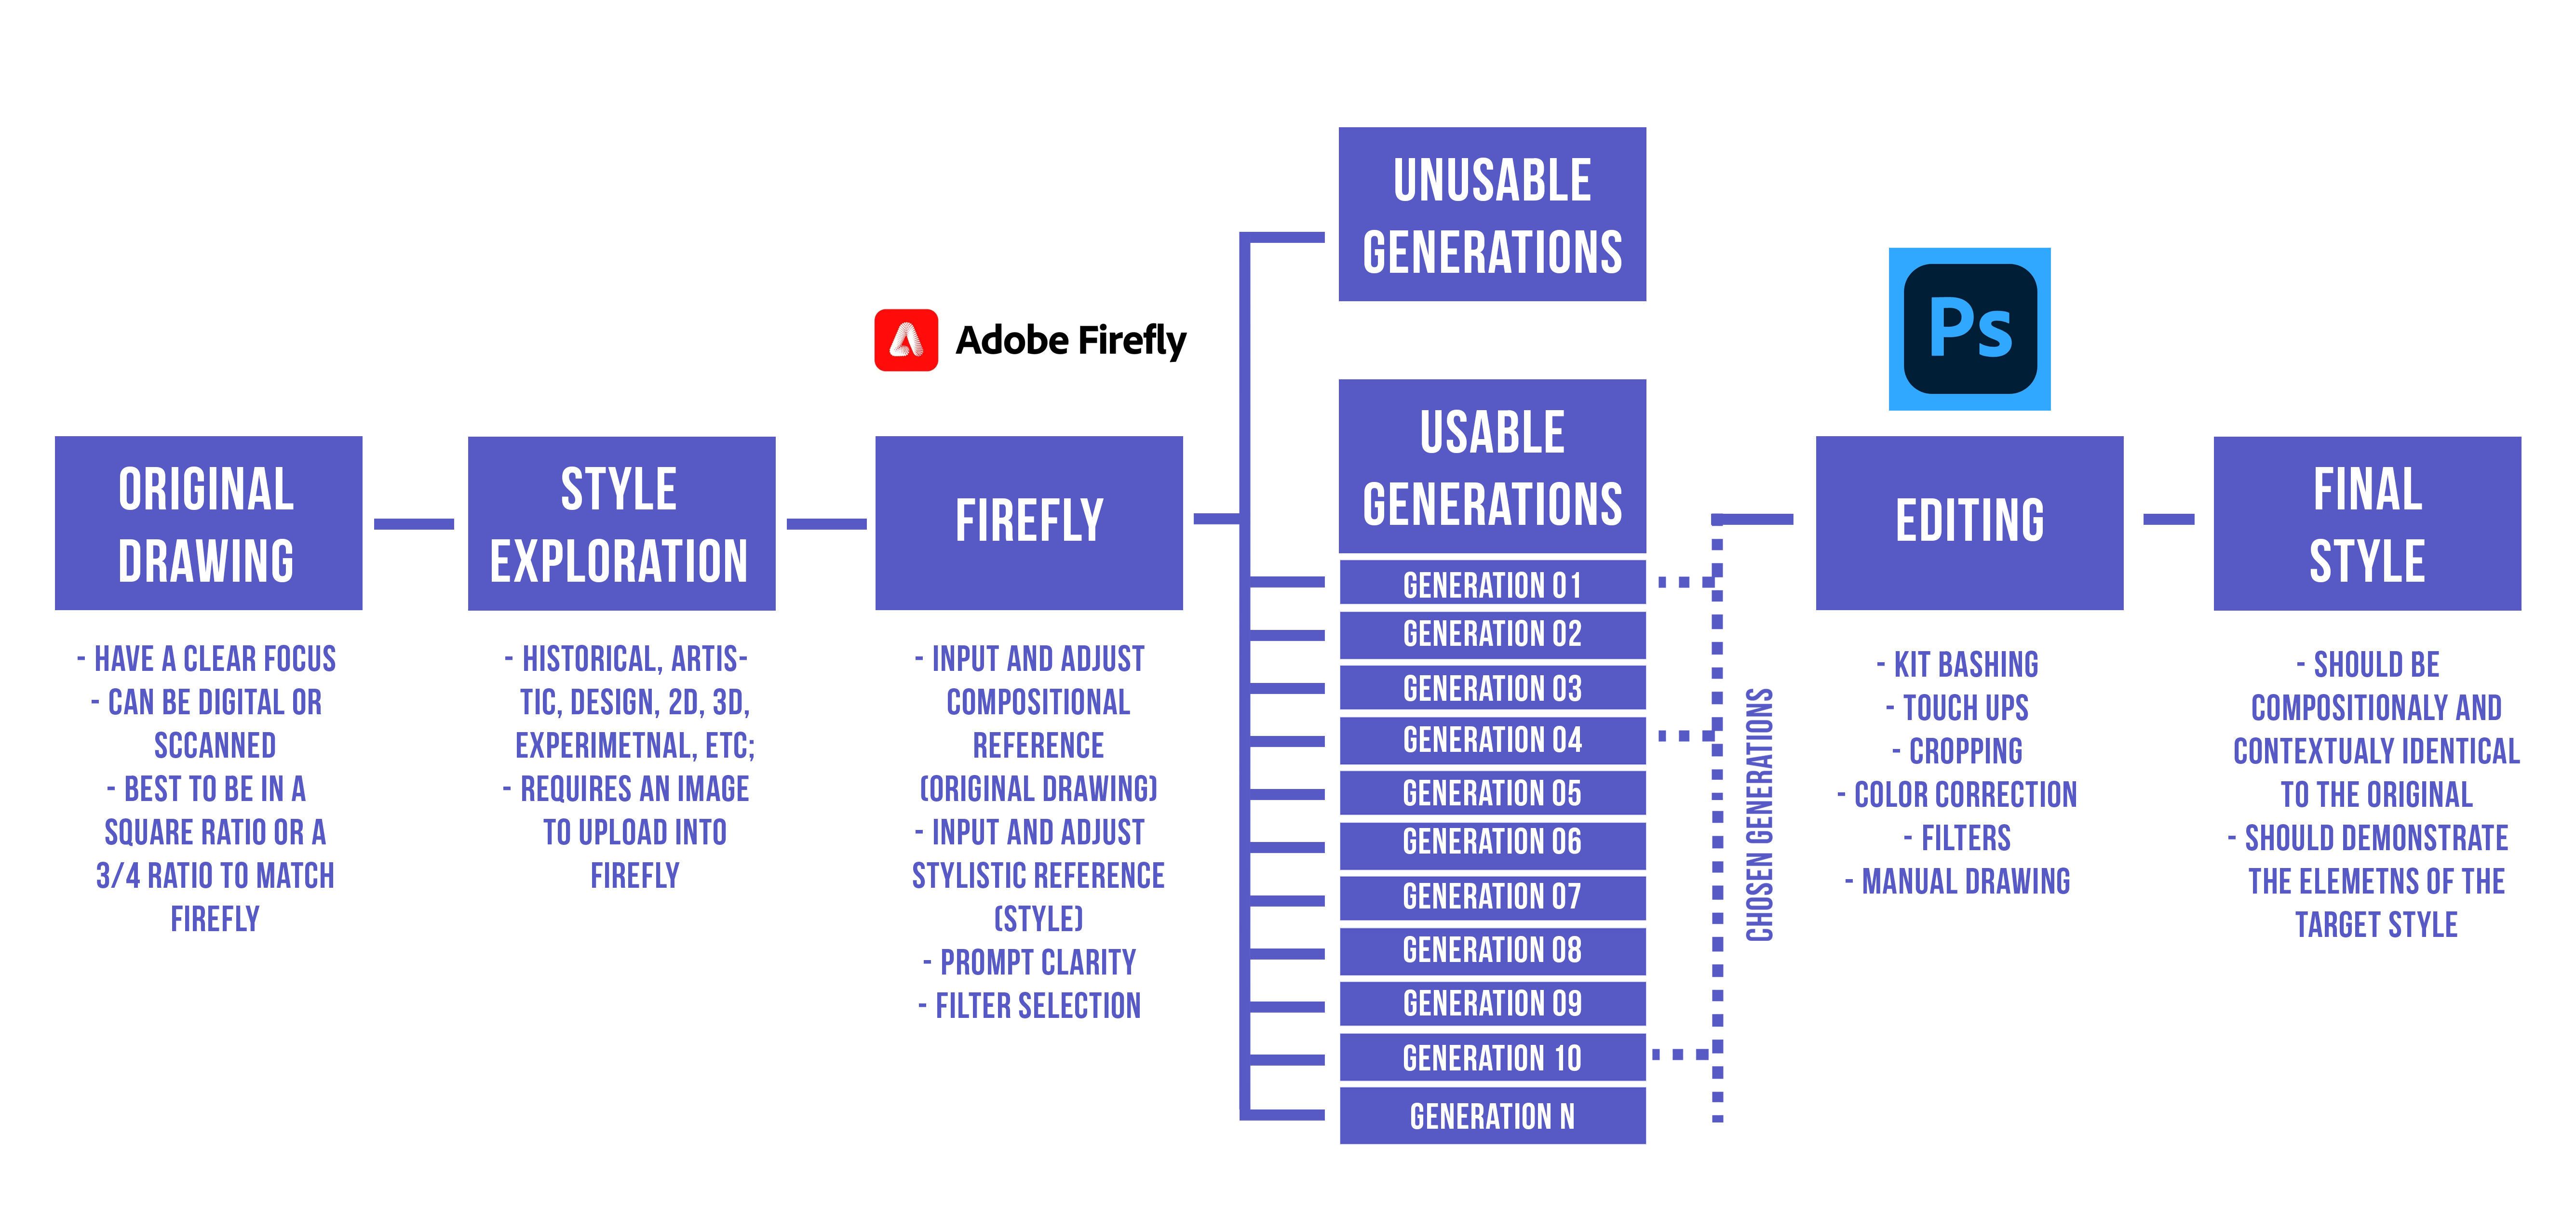 UNUSABLE
GENERATIONS
Adobe Firefly
Ps
ORIGINAL
DRAWING
- HAVE A CLEAR FOCUS
- CAN BE DIGITAL OR
SCCANNED
- BEST TO BE IN A
SQUARE RATIO OR A
3/4 RATIO TO MATCH
FIREFLY
STYLE
EXPLORATION
- HISTORICAL, ARTIS-
TIC, DESIGN, 2D, 3D,
EXPERIMETNAL, ETC;
- REQUIRES AN IMAGE
TO UPLOAD INTO
FIREFLY
FIREFLY
- INPUT AND ADJUST
COMPOSITIONAL
REFERENCE
(ORIGINAL DRAWING)
- INPUT AND ADJUST
STYLISTIC REFERENCE
(STYLE)
- PROMPT CLARITY
- FILTER SELECTION
USABLE
GENERATIONS
GENERATION 01
GENERATION 02
GENERATION 03
GENERATION 04
GENERATION 05
GENERATION 06
GENERATION 07
GENERATION 08
GENERATION 09
GENERATION 10
GENERATION N
CHOSEN GENERATIONS
EDITING
- KIT BASHING
- TOUCH UPS
- CROPPING
- COLOR CORRECTION
- FILTERS
- MANUAL DRAWING
FINAL
STYLE
- SHOULD BE
COMPOSITIONALY AND
CONTEXTUALY IDENTICAL
TO THE ORIGINAL
- SHOULD DEMONSTRATE
THE ELEMETNS OF THE
TARGET STYLE